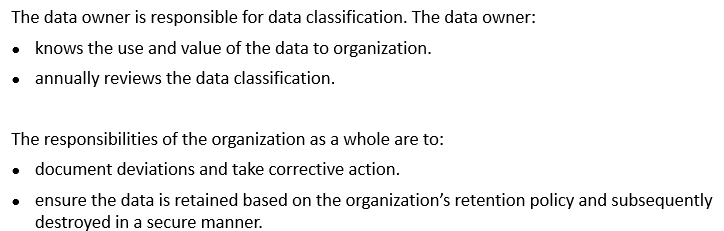 The data owner is responsible for data classification. The data owner:
• knows the use and value of the data to organization.
• annually reviews the data classification.
The responsibilities of the organization as a whole are to:
• document deviations and take corrective action.
• ensure the data is retained based on the organization’s retention policy and subsequently
destroyed in a secure manner.